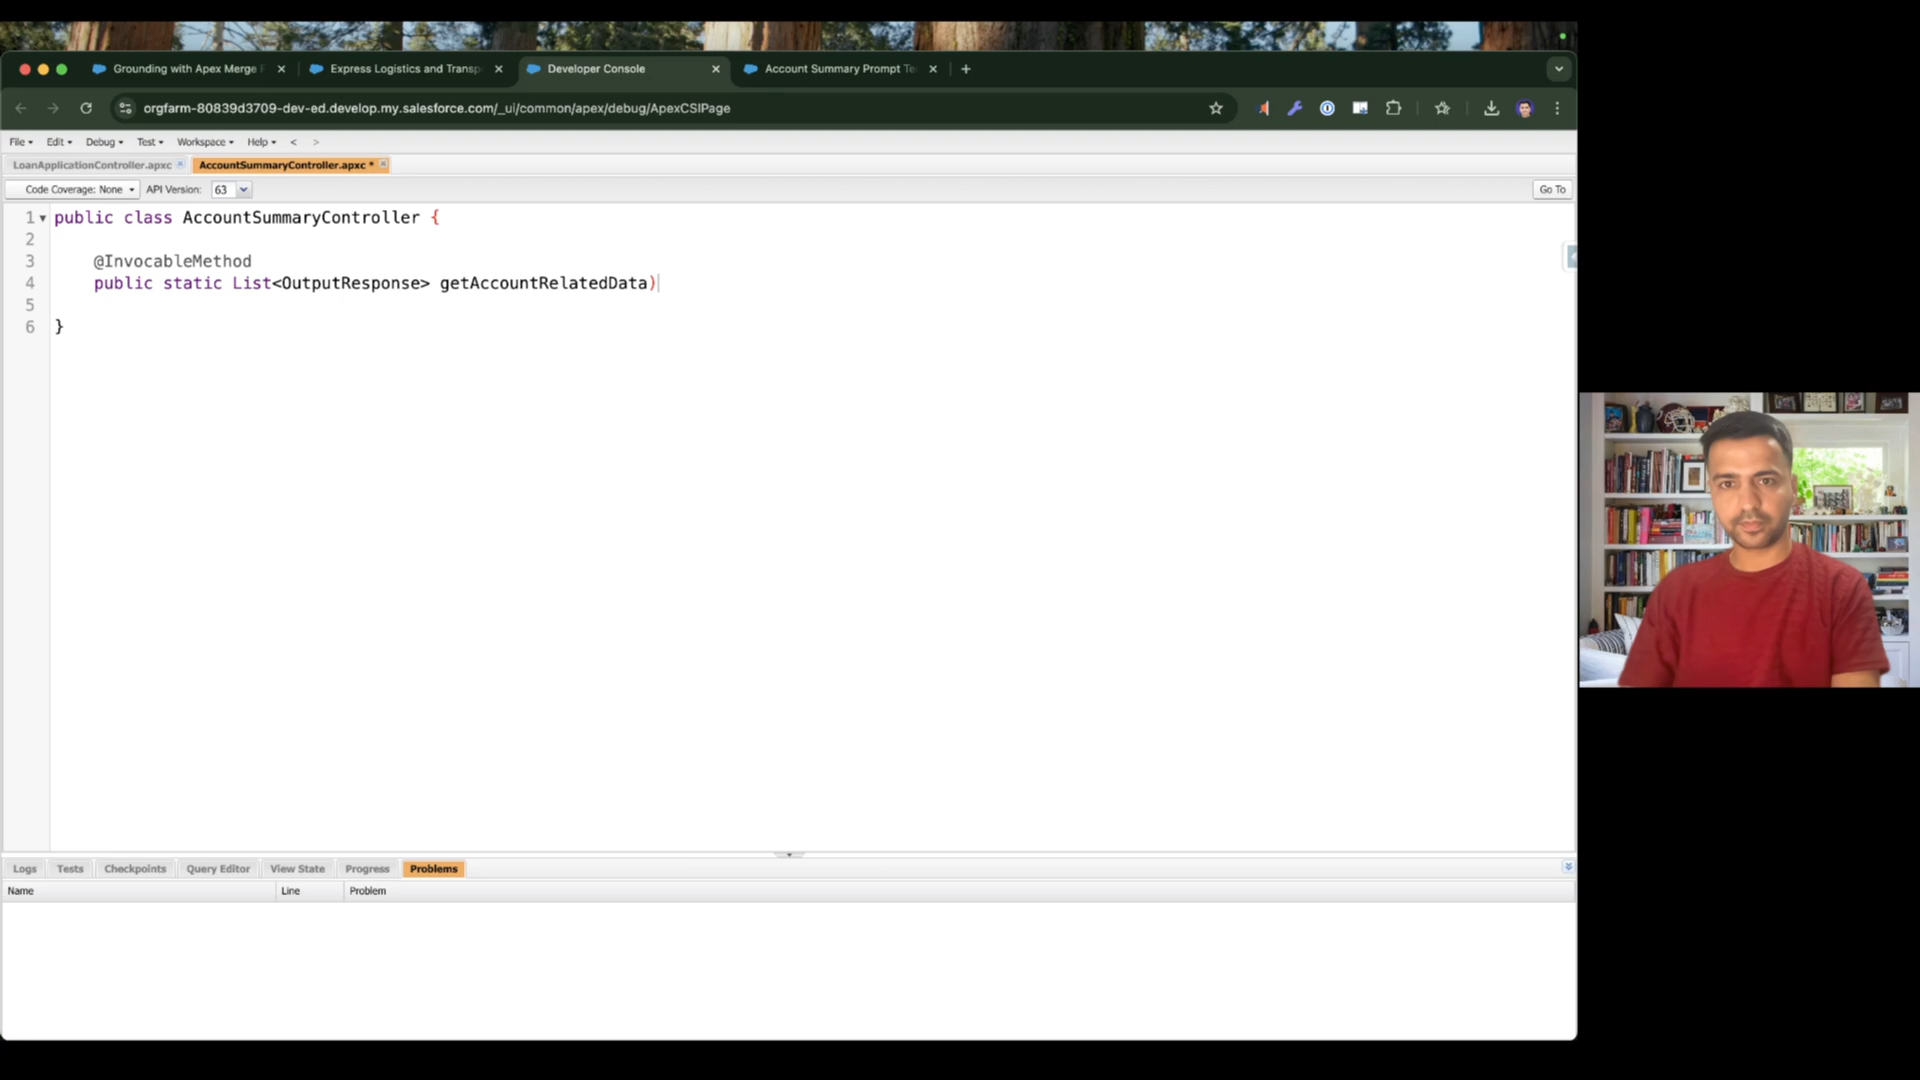 Grounding with Apex Merge
Express Logistics and Transp
Developer Console
Account Summary Prompt Te
orgfarm-80839d3709-dev-ed.develop.my.salesforce.com/_ui/common/apex/debug/ApexCSIPage
File Edit Debug Test Workspace Help < >
LoanApplicationController.apxc
AccountSummaryController.apxc *
Code Coverage: None API Version: 63 Go To
1 public class AccountSummaryController {
2
3 @InvocableMethod
4 public static List<OutputResponse> getAccountRelatedData)
5
6 }
Logs Tests Checkpoints Query Editor View State Progress Problems
Name Line Problem